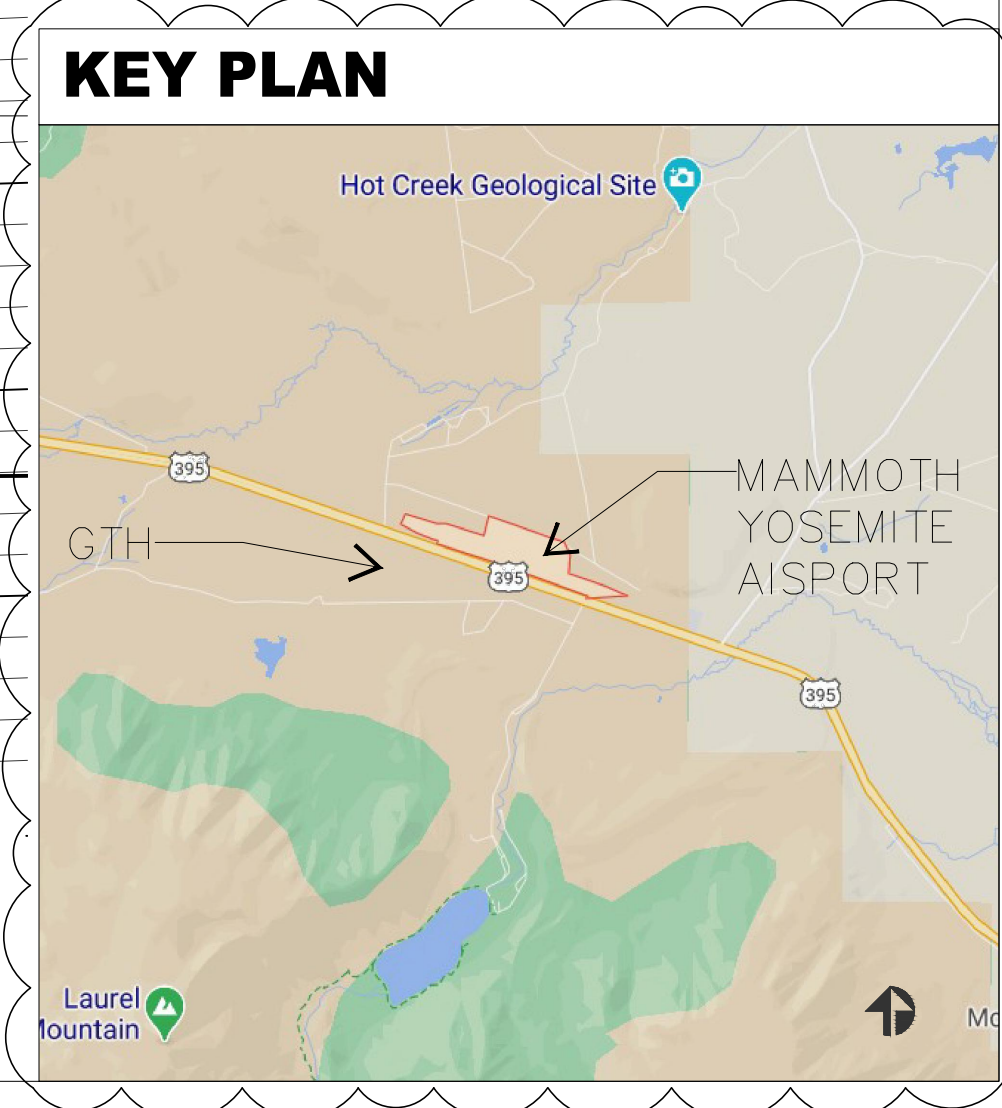 KEY PLAN
Hot Creek Geological Site
395
MAMMOTH
YOSEMITE
AISPORT
GTH
395
395
Laurel
Mountain